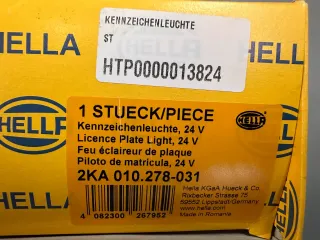 KENNZEICHENLEUCHTE
ST
HTP0000013824
HELLA
HELLA
1 STUECK/PIECE
Kennzeichenleuchte, 24 V
Licence Plate Light, 24 V
Feu éclaireur de plaque
Piloto de matrícula, 24 V
2KA 010.278-031
Hella KGaA Hueck & Co.
Rixbecker Strasse 75
59552 Lippstadt/Germany
www.hella.com
Made in Romania
4 082300 267952
HELLA